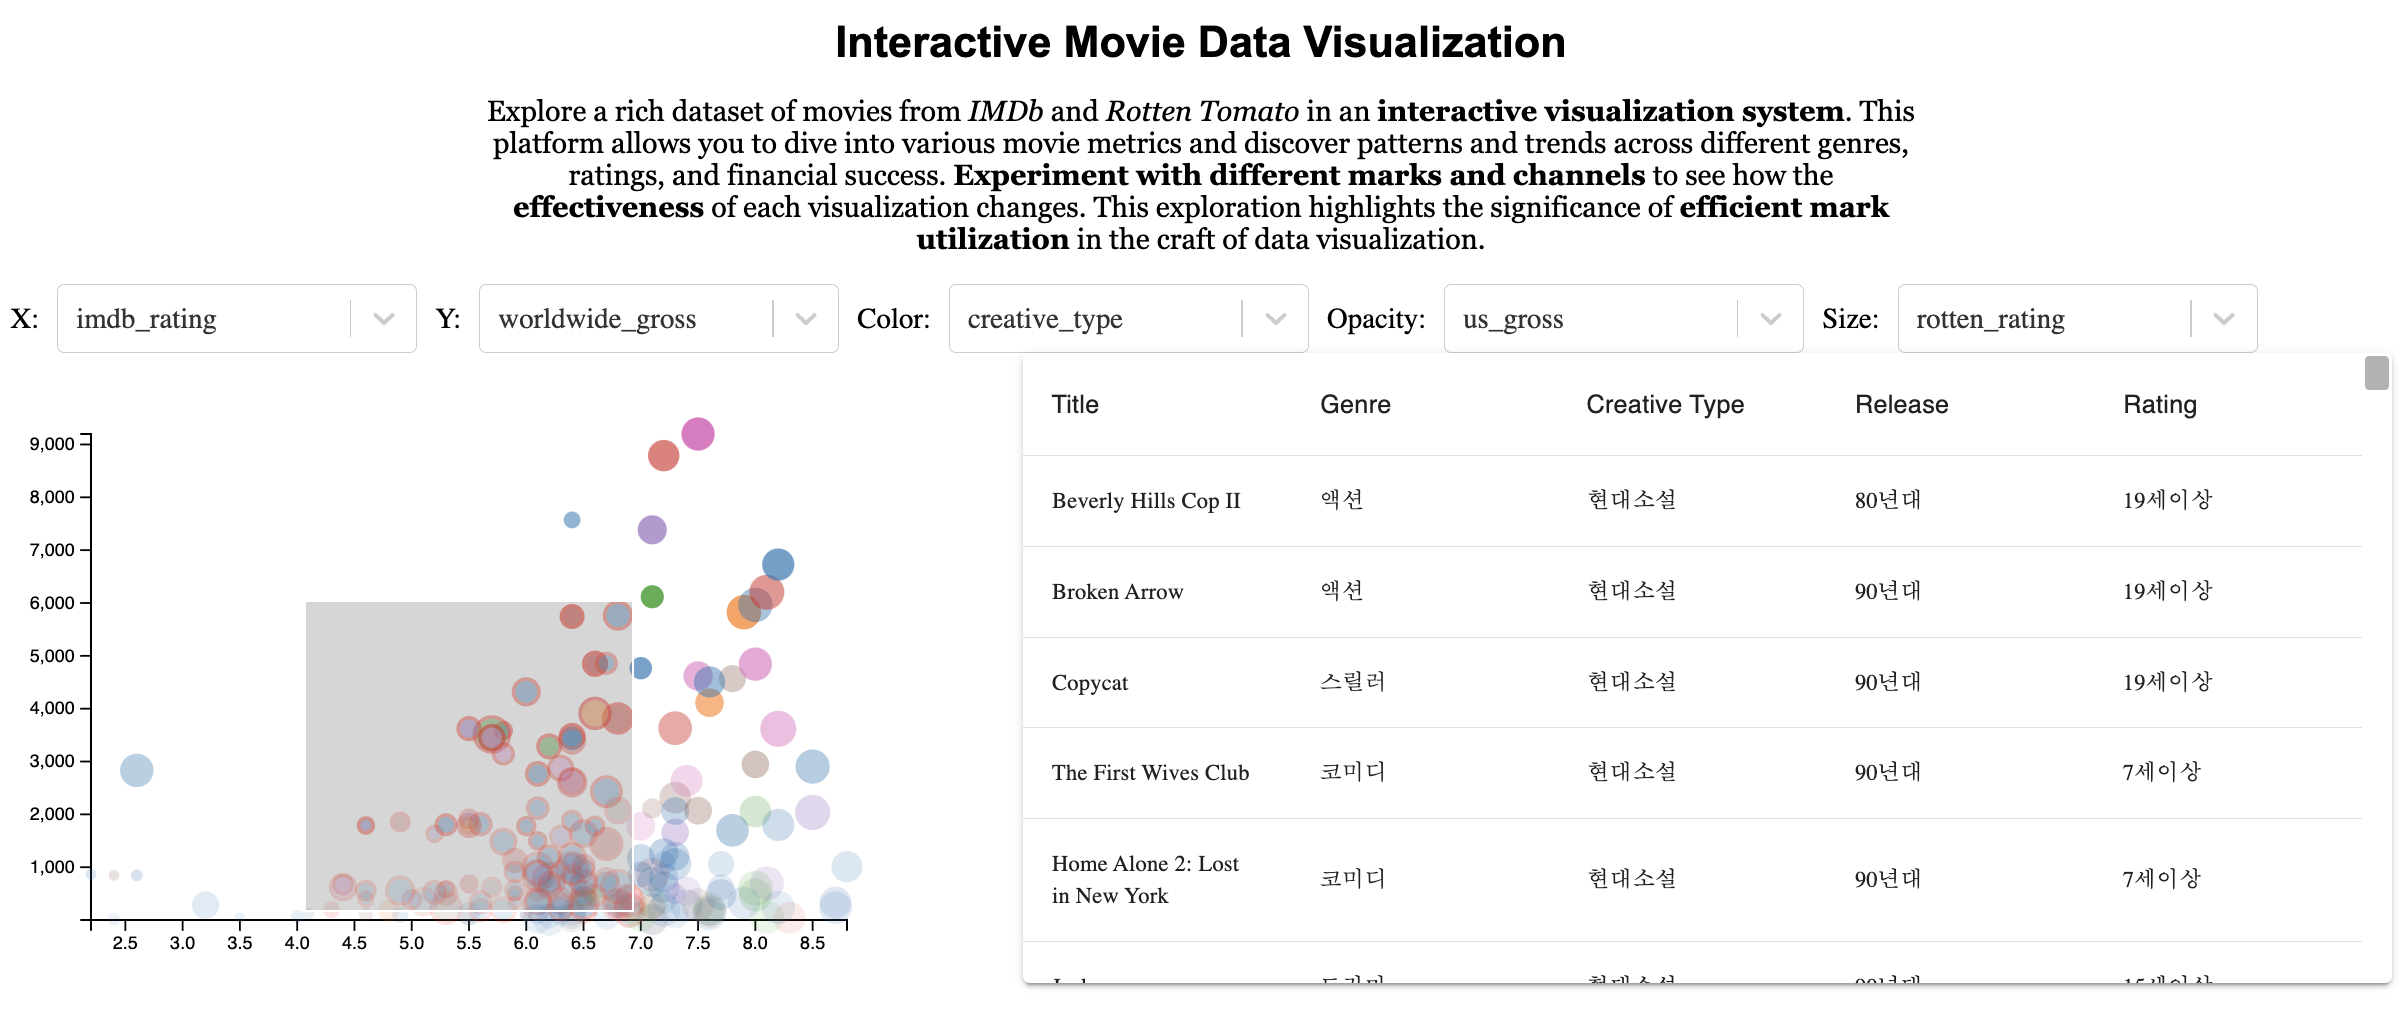 Interactive Movie Data Visualization
Explore a rich dataset of movies from IMDb and Rotten Tomato in an interactive visualization system. This
platform allows you to dive into various movie metrics and discover patterns and trends across different genres,
ratings, and financial success. Experiment with different marks and channels to see how the
effectiveness of each visualization changes. This exploration highlights the significance of efficient mark
utilization in the craft of data visualization.
X: imdb_rating Y: worldwide_gross Color: creative_type Opacity: us_gross Size: rotten_rating
9,000
8,000
7,000
6,000
5,000
4,000
3,000
2,000
1,000
2.5 3.0 3.5 4.0 4.5 5.0 5.5 6.0 6.5 7.0 7.5 8.0 8.5
Title Genre Creative Type Release Rating
Beverly Hills Cop II 액션 현대소설 80년대 19세이상
Broken Arrow 액션 현대소설 90년대 19세이상
Copycat 스릴러 현대소설 90년대 19세이상
The First Wives Club 코미디 현대소설 90년대 7세이상
Home Alone 2: Lost
in New York 코미디 현대소설 90년대 7세이상